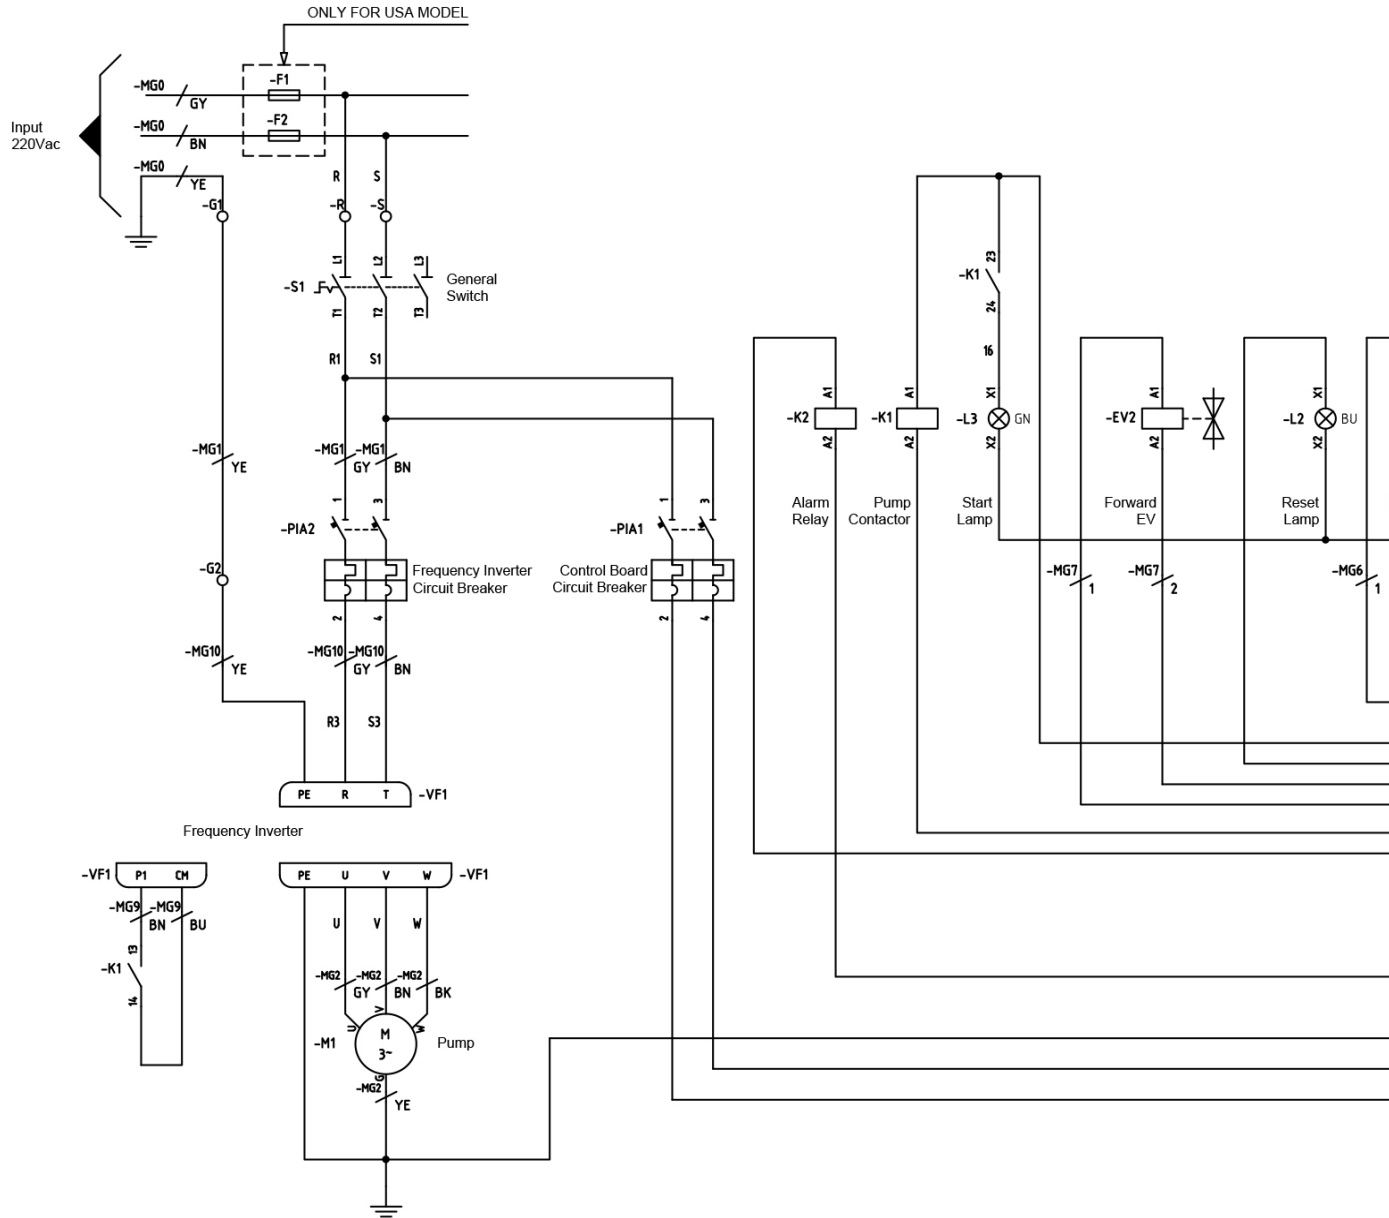 ONLY FOR USA MODEL
-MG0
GY
-F1
Input
220Vac
-MG0
BN
-F2
-MG0
YE
R
S
-G1
-R
-S
L1
L2
L3
-S1
General
Switch
T1
T2
T3
23
-K1
24
R1
S1
16
A1
A1
X1
A1
X1
-K2
-K1
-L3
GN
-EV2
-L2
BU
A2
A2
X2
A2
X2
-MG1
YE
-MG1
GY
-MG1
BN
1
3
1
3
Alarm
Relay
Pump
Contactor
Start
Lamp
Forward
EV
Reset
Lamp
-PIA2
-PIA1
-G2
Frequency Inverter
Circuit Breaker
Control Board
Circuit Breaker
-MG7
1
-MG7
2
-MG6
1
2
4
2
4
-MG10
YE
-MG10
GY
-MG10
BN
R3
S3
PE
R
T
-VF1
Frequency Inverter
-VF1
P1
CM
PE
U
V
W
-VF1
-MG9
BN
-MG9
BU
U
V
W
13
-K1
14
-MG2
GY
-MG2
BN
-MG2
BK
U
V
W
-M1
M
3~
Pump
G
-MG2
YE